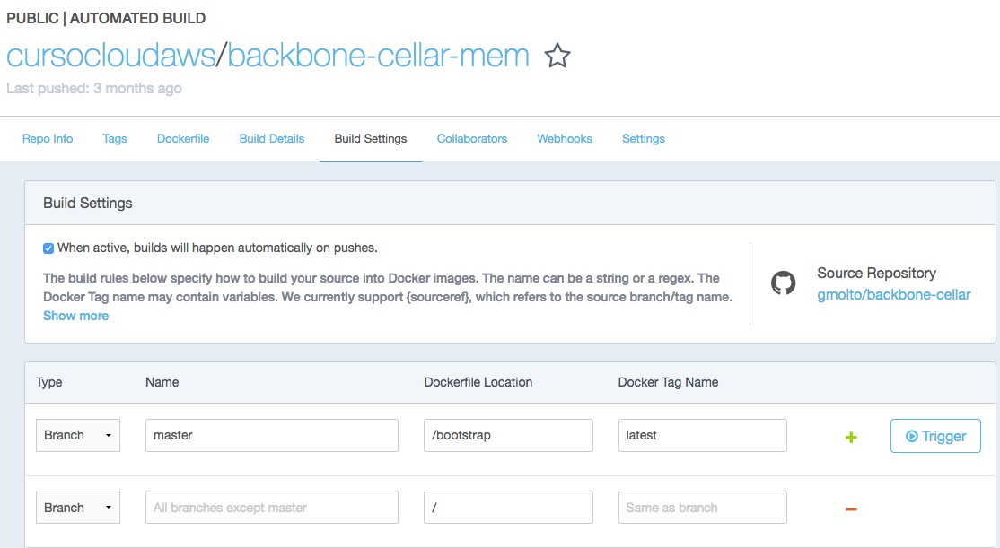 PUBLIC | AUTOMATED BUILD
cursocloudaws/backbone-cellar-mem
Last pushed: 3 months ago
Repo Info Tags Dockerfile Build Details Build Settings Collaborators Webhooks Settings
Build Settings
When active, builds will happen automatically on pushes.
The build rules below specify how to build your source into Docker images. The name can be a string or a regex. The
Docker Tag name may contain variables. We currently support {sourceref}, which refers to the source branch/tag name.
Show more
Source Repository
gmolto/backbone-cellar
Type Name Dockerfile Location Docker Tag Name
Branch master /bootstrap latest + Trigger
Branch All branches except master / Same as branch −